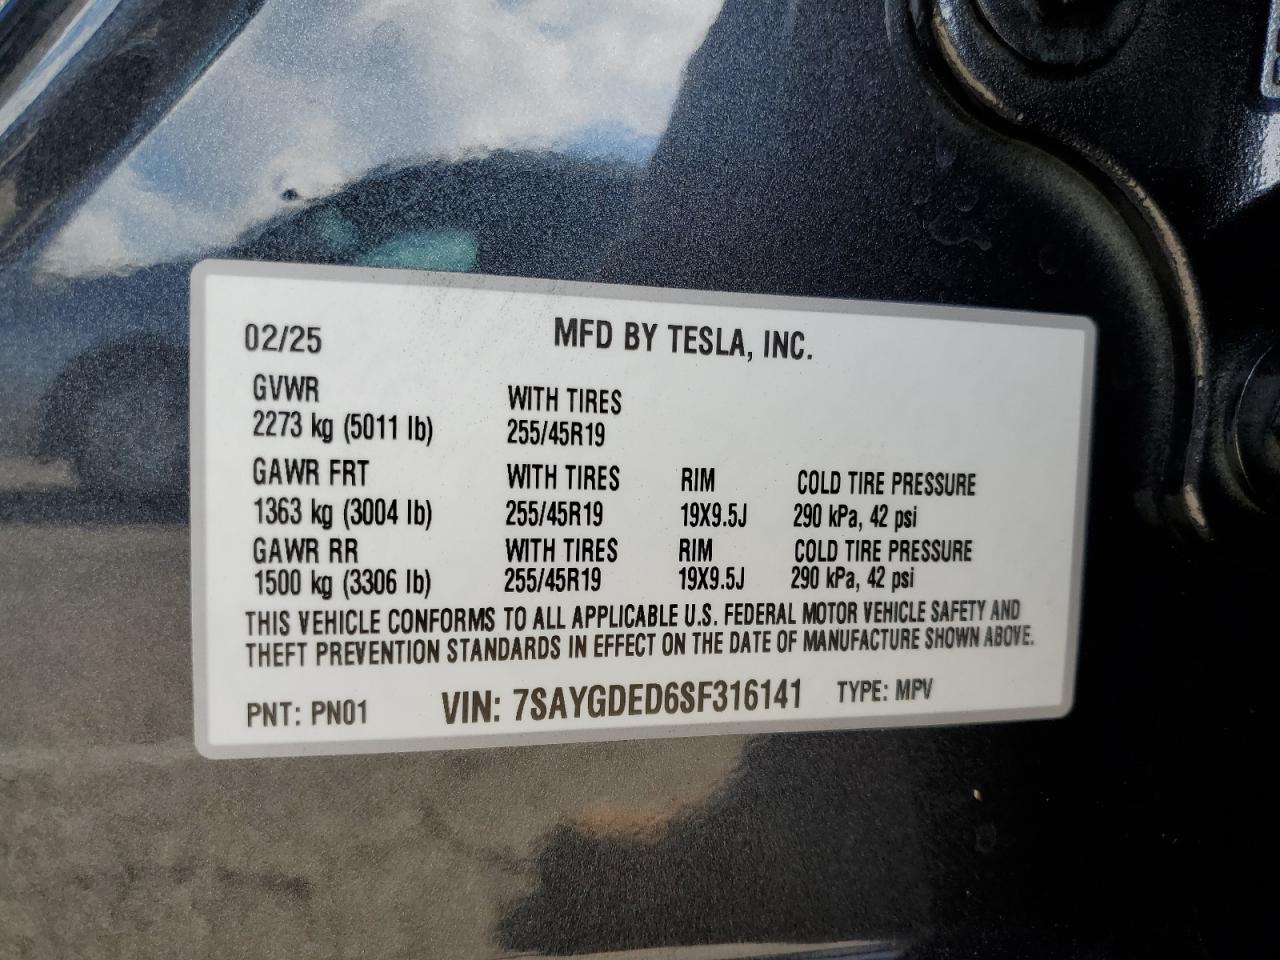 02/25 MFD BY TESLA, INC.
GVWR WITH TIRES
2273 kg (5011 lb) 255/45R19
GAWR FRT WITH TIRES RIM COLD TIRE PRESSURE
1363 kg (3004 lb) 255/45R19 19X9.5J 290 kPa, 42 psi
GAWR RR WITH TIRES RIM COLD TIRE PRESSURE
1500 kg (3306 lb) 255/45R19 19X9.5J 290 kPa, 42 psi
THIS VEHICLE CONFORMS TO ALL APPLICABLE U.S. FEDERAL MOTOR VEHICLE SAFETY AND
THEFT PREVENTION STANDARDS IN EFFECT ON THE DATE OF MANUFACTURE SHOWN ABOVE.
PNT: PN01 VIN: 7SAYGDED6SF316141 TYPE: MPV